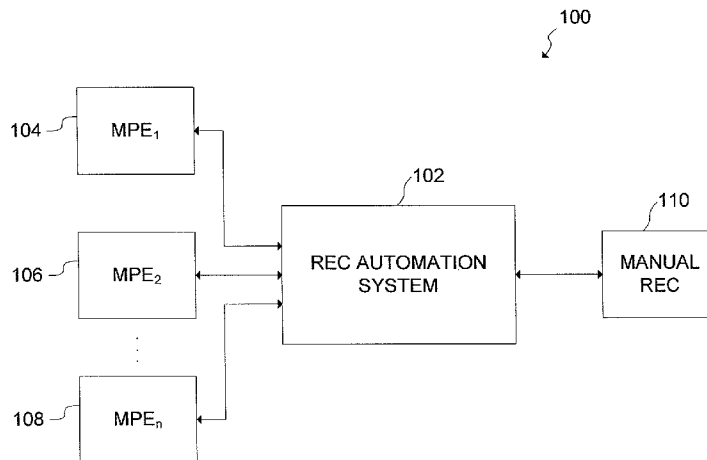 100
104
MPE₁
102
110
106
MPE₂
REC AUTOMATION
SYSTEM
MANUAL
REC
108
MPEₙ